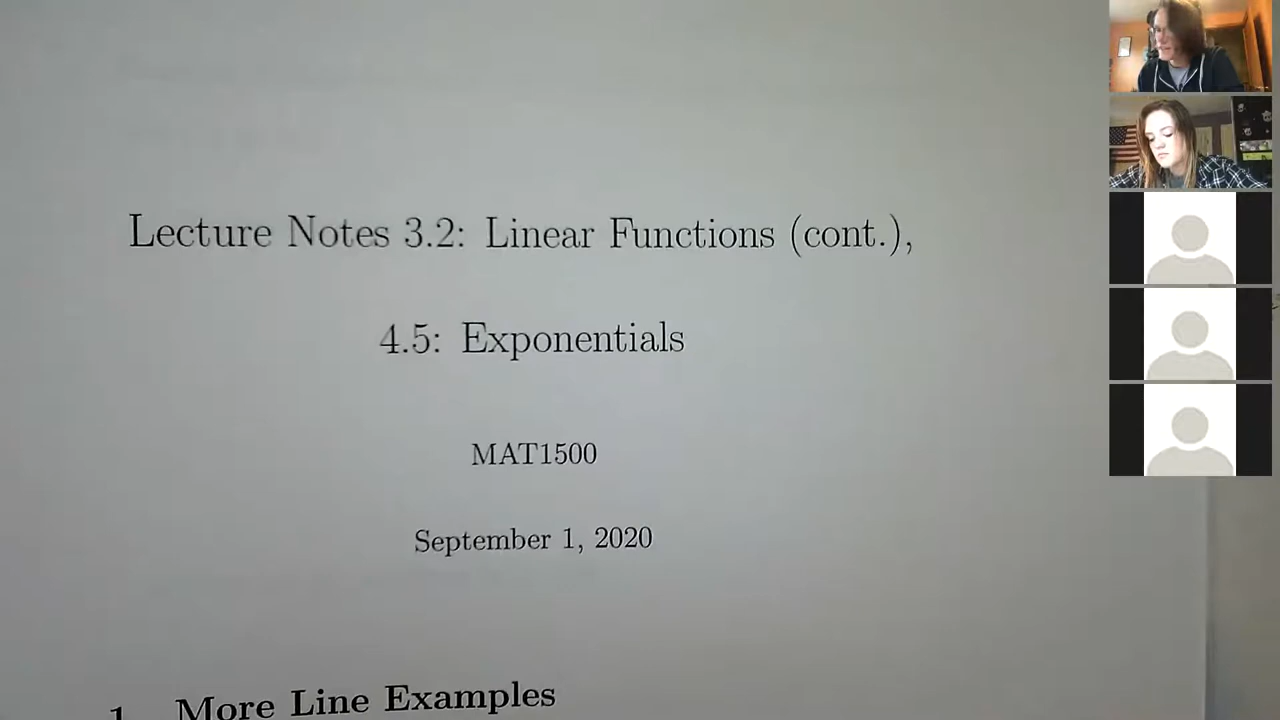 Lecture Notes 3.2: Linear Functions (cont.),
4.5: Exponentials
MAT1500
September 1, 2020
1 More Line Examples